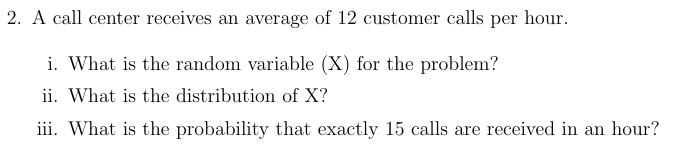 2. A call center receives an average of 12 customer calls per hour.
i. What is the random variable (X) for the problem?
ii. What is the distribution of X?
iii. What is the probability that exactly 15 calls are received in an hour?